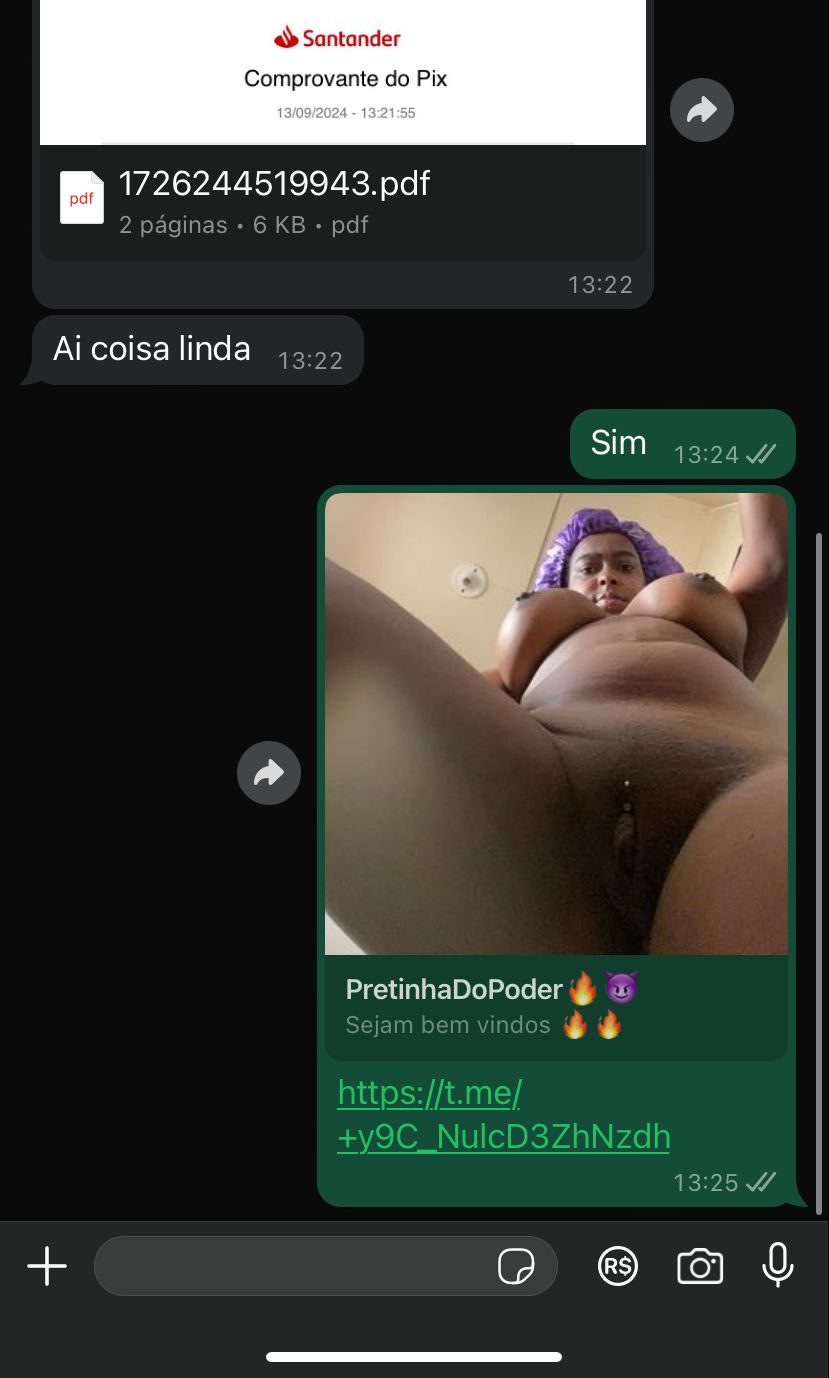 Santander
Comprovante do Pix
13/09/2024 - 13:21:55
pdf
1726244519943.pdf
2 páginas • 6 KB • pdf
13:22
Ai coisa linda 13:22
Sim 13:24
PretinhaDoPoder🔥😈
Sejam bem vindos 🔥🔥
https://t.me/
+y9C_NulcD3ZhNzdh
13:25
R$